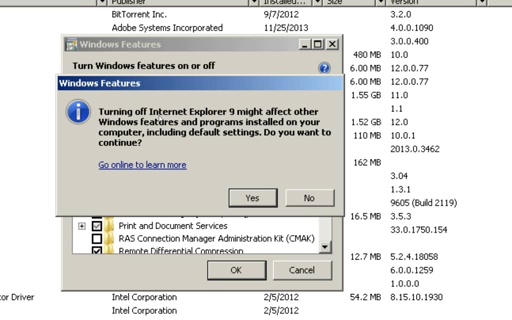 Publisher Installed... Size Version
BitTorrent Inc. 9/7/2012 3.2.0
Adobe Systems Incorporated 11/25/2013 4.0.0.1090
3.0.0.400
Windows Features
480 MB 10.0
Turn Windows features on or off
6.00 MB 12.0.0.77
Windows Features
6.00 MB 12.0.0.77
1.55 GB 11.0
Turning off Internet Explorer 9 might affect other
Windows features and programs installed on your
computer, including default settings. Do you want to
continue?
1.1
1.52 GB 12.0
110 MB 10.0.1
2013.0.3462
Go online to learn more
162 MB
3.04
1.3.1
Yes No
9605 (Build 2119)
16.5 MB 3.5.3
Print and Document Services
33.0.1750.154
RAS Connection Manager Administration Kit (CMAK)
Remote Differential Compression
12.7 MB 5.2.4.18058
OK Cancel
6.0.0.1259
1.0.0.0
tor Driver Intel Corporation 2/5/2012 54.2 MB 8.15.10.1930
Intel Corporation 2/5/2012